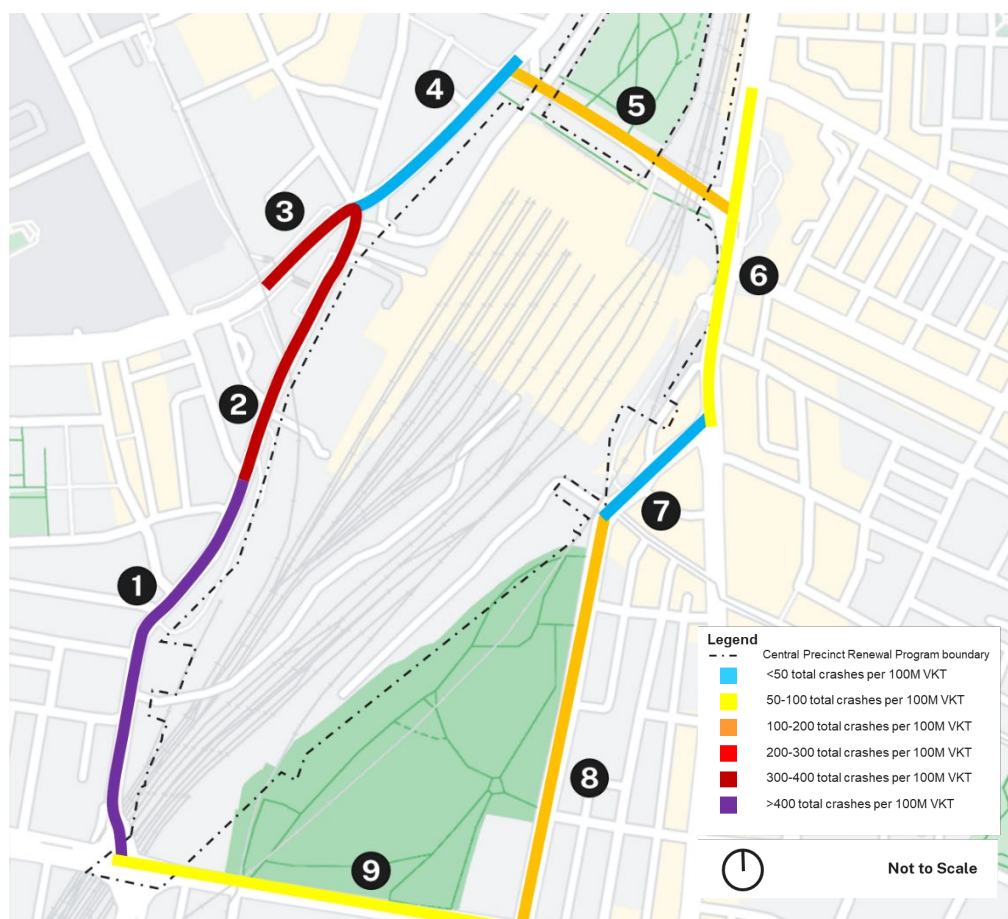 4
5
3
6
2
7
1
Legend
Central Precinct Renewal Program boundary
<50 total crashes per 100M VKT
50-100 total crashes per 100M VKT
100-200 total crashes per 100M VKT
200-300 total crashes per 100M VKT
300-400 total crashes per 100M VKT
>400 total crashes per 100M VKT
8
9
Not to Scale